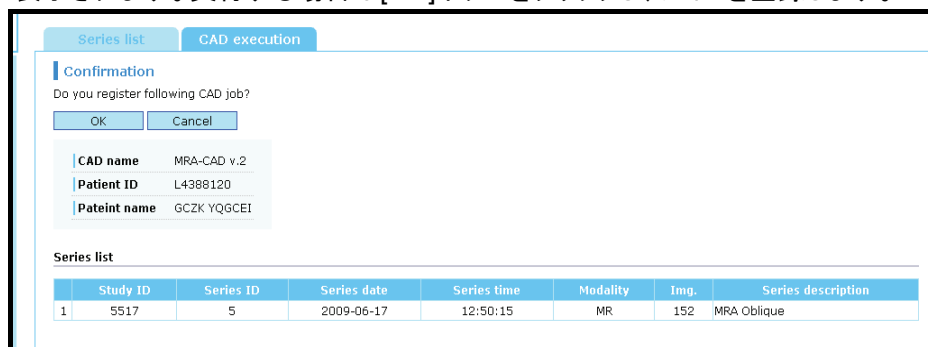 Series list CAD execution
Confirmation
Do you register following CAD job?
OK Cancel
CAD name MRA-CAD v.2
Patient ID L4388120
Pateint name GCZK YQGCEI
Series list
Study ID Series ID Series date Series time Modality Img. Series description
1 5517 5 2009-06-17 12:50:15 MR 152 MRA Oblique